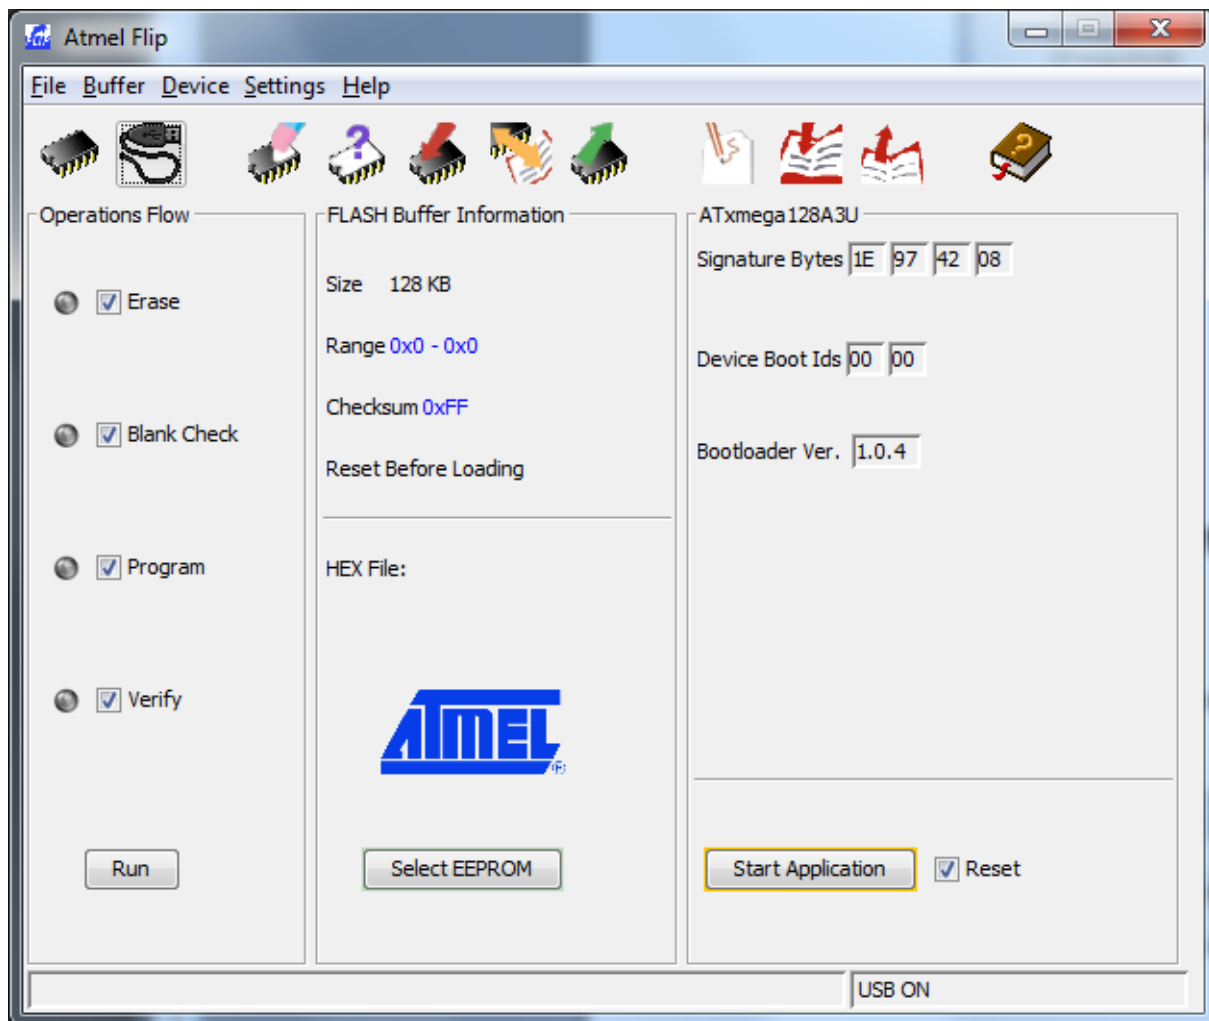 Atmel Flip
File Buffer Device Settings Help
Operations Flow
Erase
Blank Check
Program
Verify
Run
FLASH Buffer Information
Size 128 KB
Range 0x0 - 0x0
Checksum 0xFF
Reset Before Loading
HEX File:
ATMEL®
Select EEPROM
ATxmega128A3U
Signature Bytes 1E 97 42 08
Device Boot Ids 00 00
Bootloader Ver. 1.0.4
Start Application Reset
USB ON